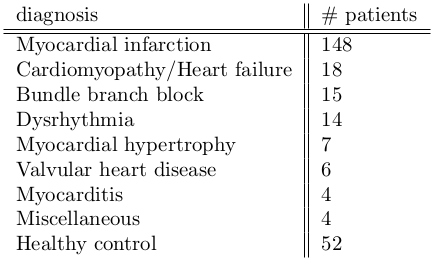 diagnosis # patients
Myocardial infarction 148
Cardiomyopathy/Heart failure 18
Bundle branch block 15
Dysrhythmia 14
Myocardial hypertrophy 7
Valvular heart disease 6
Myocarditis 4
Miscellaneous 4
Healthy control 52